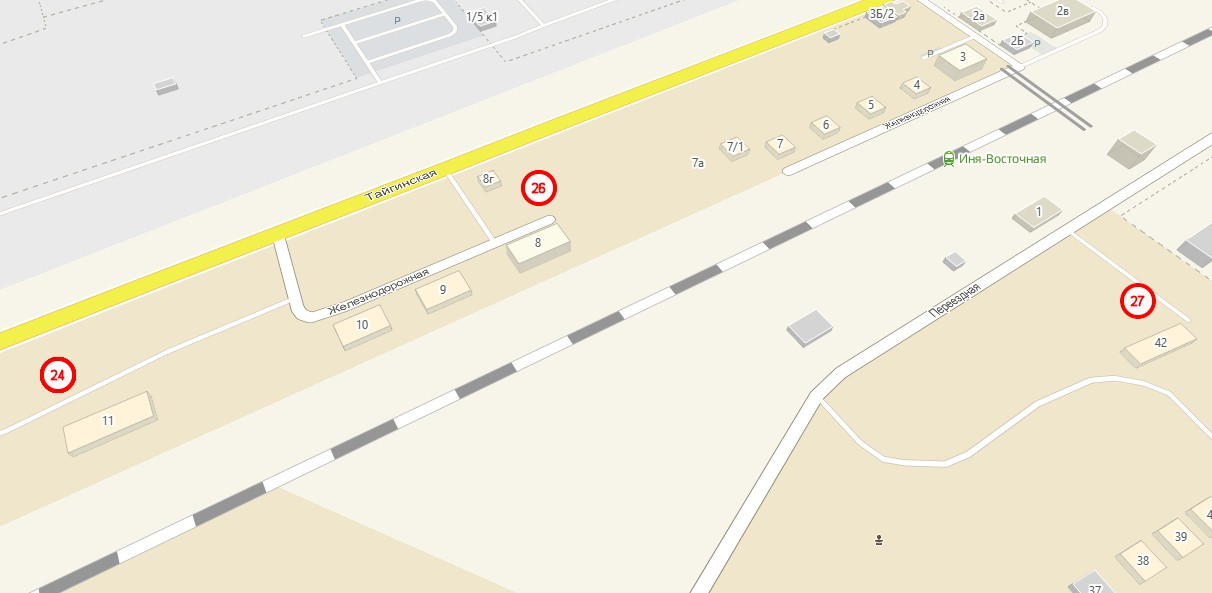 Р
1/5 к1
3Б/2
2а
2в
2Б
Р
Р
3
4
5
6
Железнодорожная
7
7/1
7а
Иня-Восточная
Тайгинская
8г
26
8
1
Железнодорожная
9
10
Переездная
27
42
24
11
39
38
37